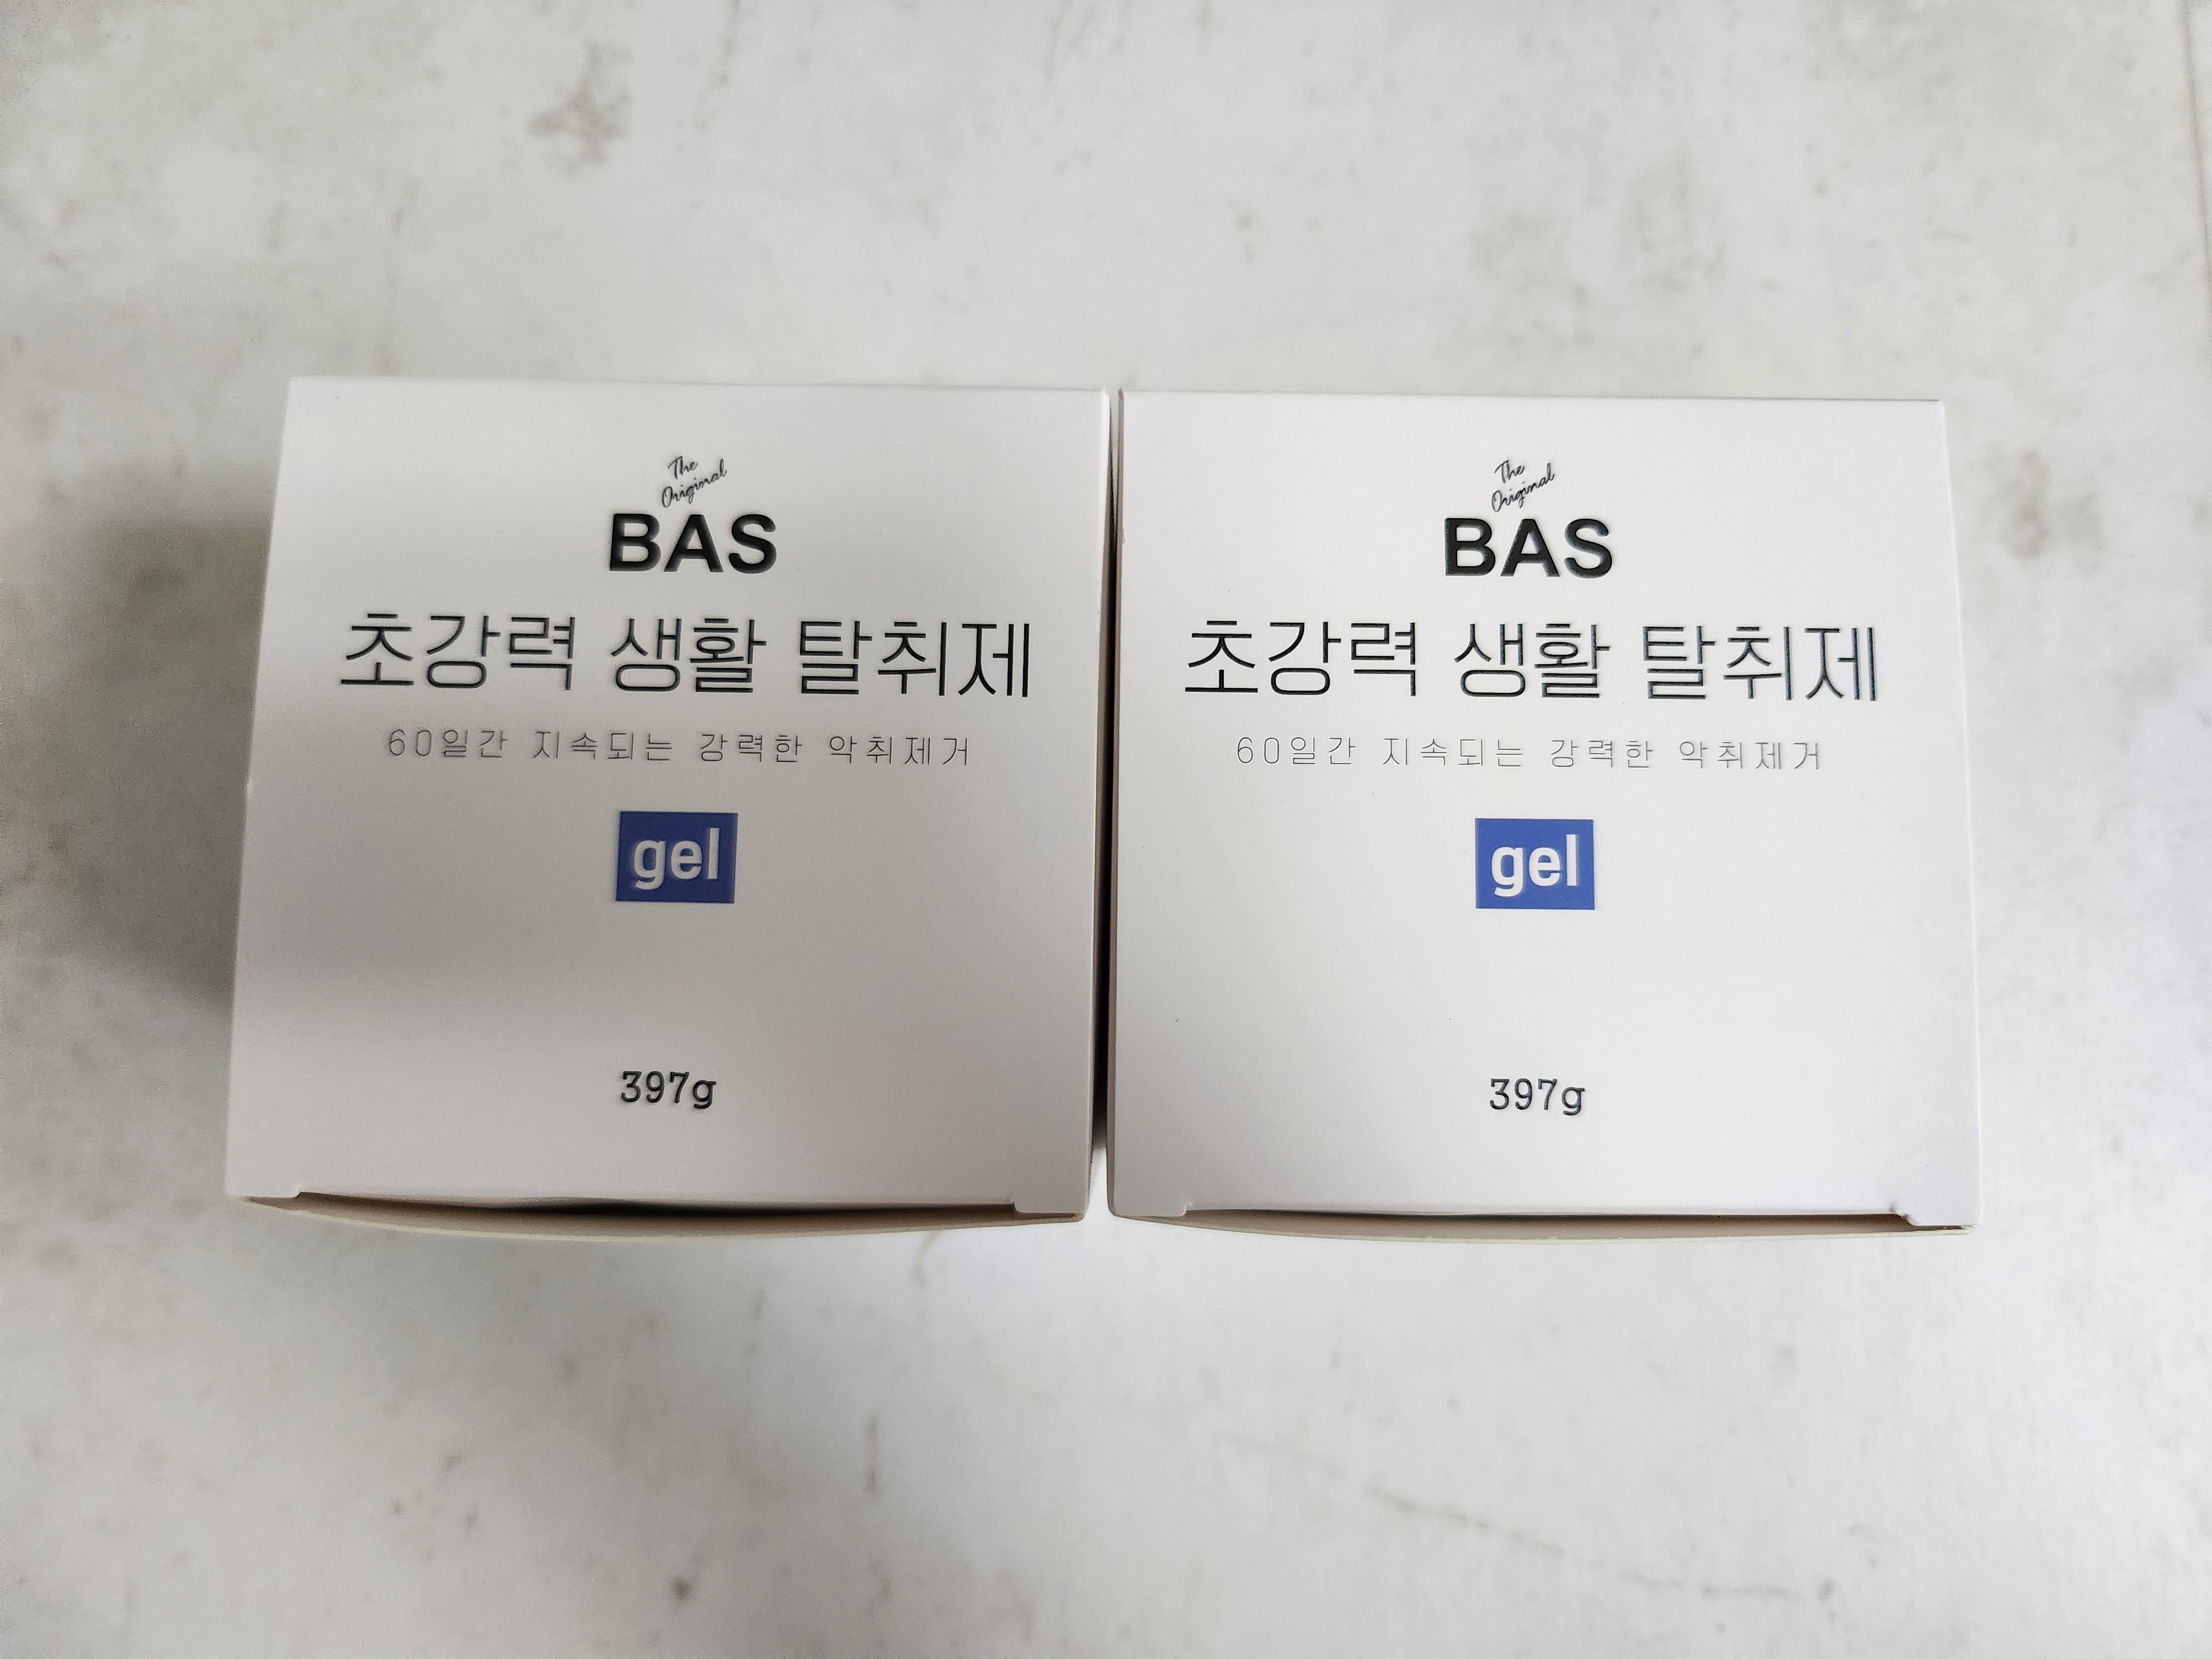 The
Original
BAS
초강력 생활 탈취제
60일간 지속되는 강력한 악취제거
gel
397g
The
Original
BAS
초강력 생활 탈취제
60일간 지속되는 강력한 악취제거
gel
397g